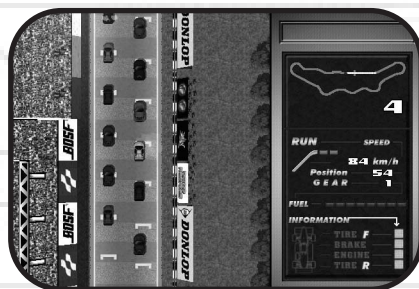 DUNLOP
BOSF
BOSF
DUNLOP
4
RUN SPEED
84 km/h
Position 54
GEAR 1
FUEL
INFORMATION
TIRE F
BRAKE
ENGINE
TIRE R